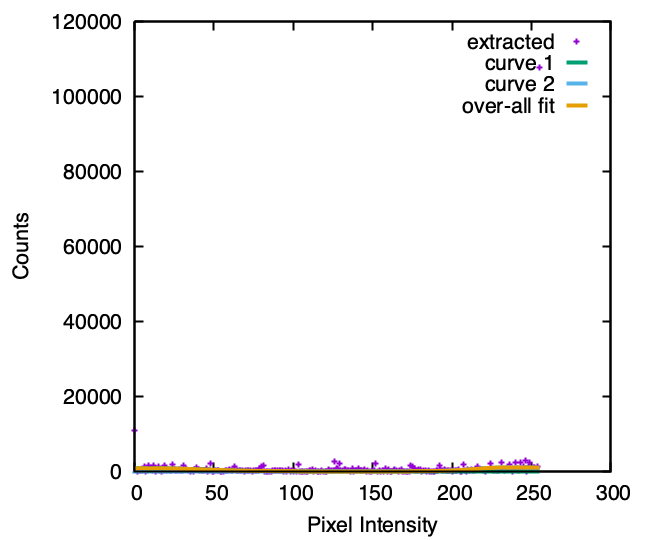 120000
100000
80000
60000
40000
20000
0
Counts
extracted
curve 1
curve 2
over-all fit
0 50 100 150 200 250 300
Pixel Intensity